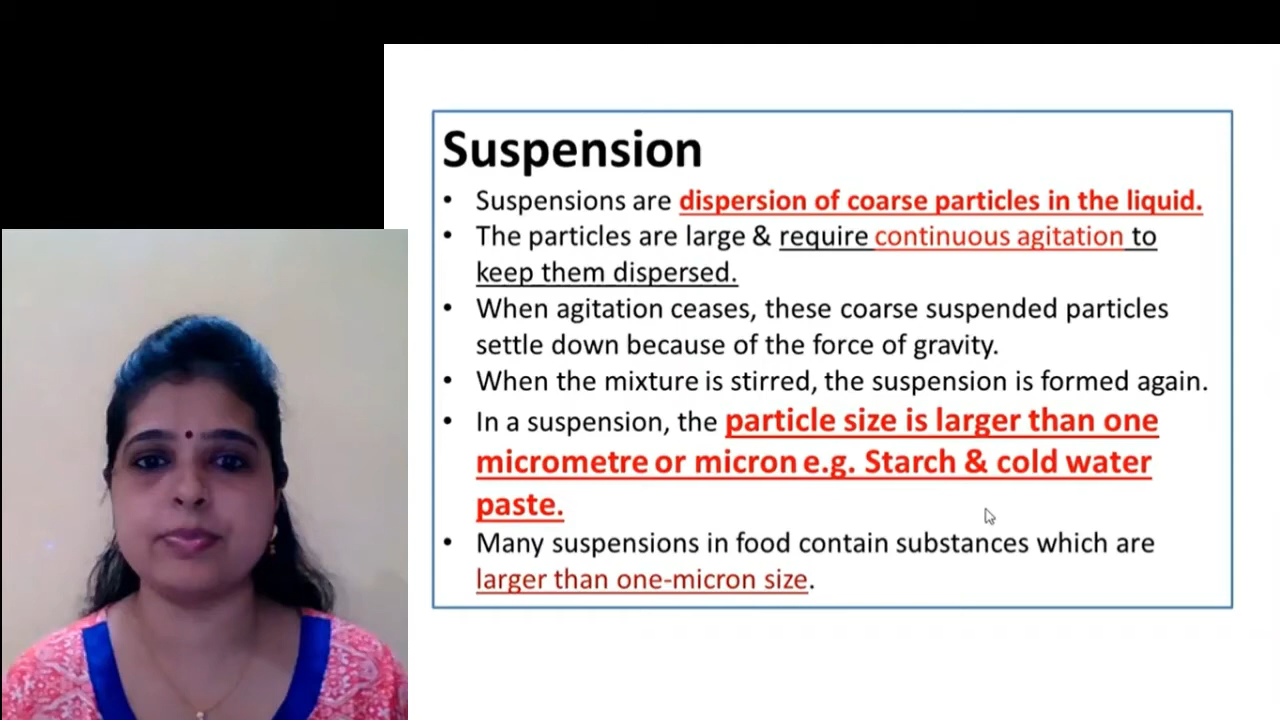 Suspension
• Suspensions are dispersion of coarse particles in the liquid.
• The particles are large & require continuous agitation to
keep them dispersed.
• When agitation ceases, these coarse suspended particles
settle down because of the force of gravity.
• When the mixture is stirred, the suspension is formed again.
• In a suspension, the particle size is larger than one
micrometre or micron e.g. Starch & cold water
paste.
• Many suspensions in food contain substances which are
larger than one-micron size.